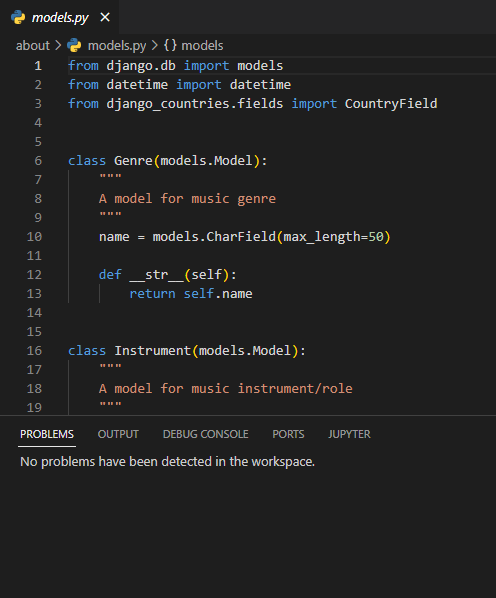 models.py ×
about > models.py > {} models
1 from django.db import models
2 from datetime import datetime
3 from django_countries.fields import CountryField
4
5
6 class Genre(models.Model):
7     """
8     A model for music genre
9     """
10     name = models.CharField(max_length=50)
11
12     def __str__(self):
13         return self.name
14
15
16 class Instrument(models.Model):
17     """
18     A model for music instrument/role
19     """
PROBLEMS OUTPUT DEBUG CONSOLE PORTS JUPYTER
No problems have been detected in the workspace.